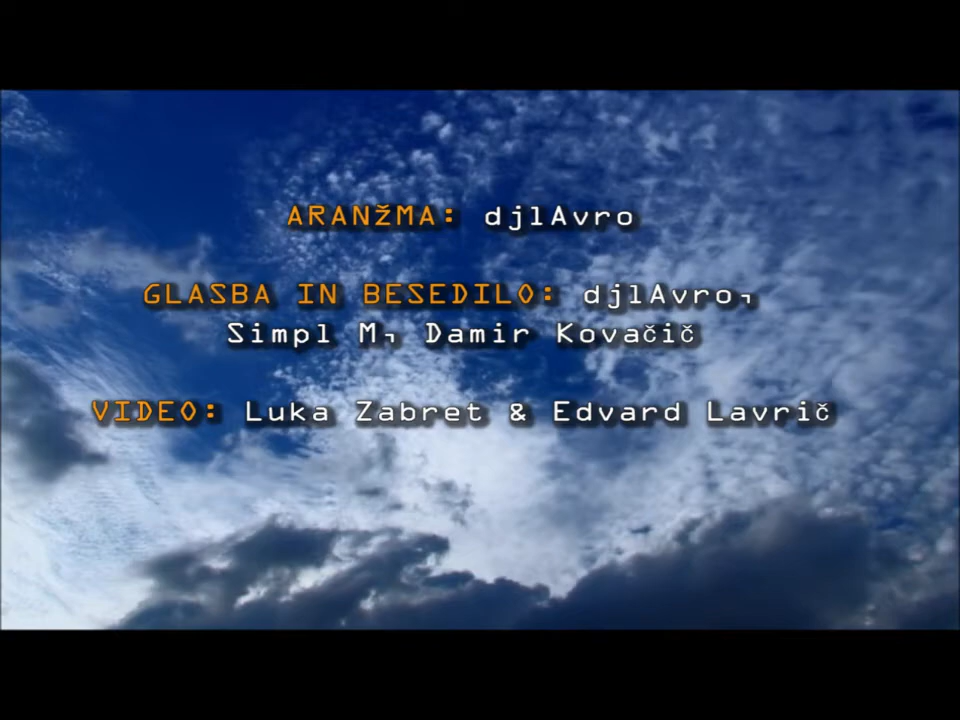 ARANŽMA: djlAvro
GLASBA IN BESEDILO: djlAvro,
Simpl M, Damir Kovačič
VIDEO: Luka Zabret & Edvard Lavrič